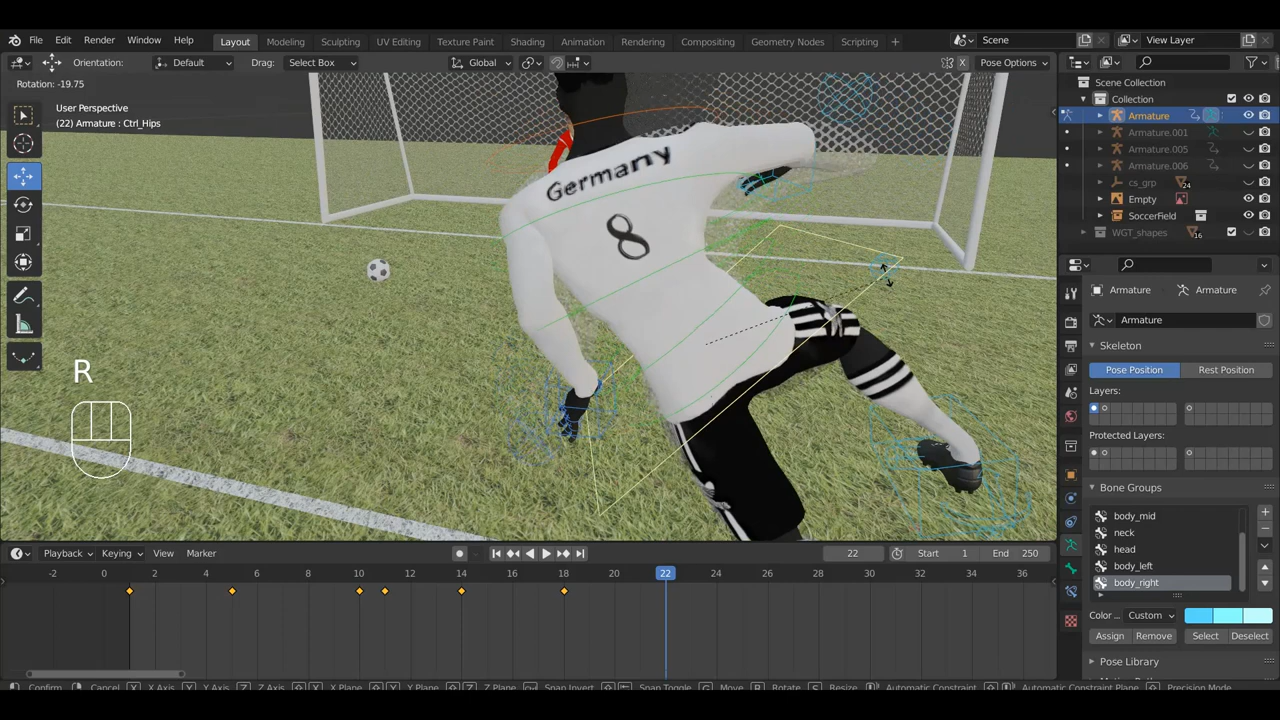 File Edit Render Window Help Layout Modeling Sculpting UV Editing Texture Paint Shading Animation Rendering Compositing Geometry Nodes Scripting + Scene View Layer
Orientation: Default Drag: Select Box Global X Pose Options
Rotation: -19.75
User Perspective
(22) Armature : Ctrl_Hips
Germany
8
R
Scene Collection
Collection
Armature
Armature.001
Armature.005
Armature.006
cs_grp 24
Empty
SoccerField
WGT_shapes 16
Armature Armature
Armature
Skeleton
Pose Position Rest Position
Layers:
Protected Layers:
Bone Groups
body_mid
neck
head
body_left
body_right
Color ... Custom
Assign Remove Select Deselect
Pose Library
Playback Keying View Marker 22 Start 1 End 250
-2 0 2 4 6 8 10 12 14 16 18 20 22 24 26 28 30 32 34 36
Confirm Cancel X X Axis Y Y Axis Z Z Axis X X Plane Y Y Plane Z Z Plane Snap Invert Snap Toggle G Move R Rotate S Resize Automatic Constraint Automatic Constraint Plane Precision Mode